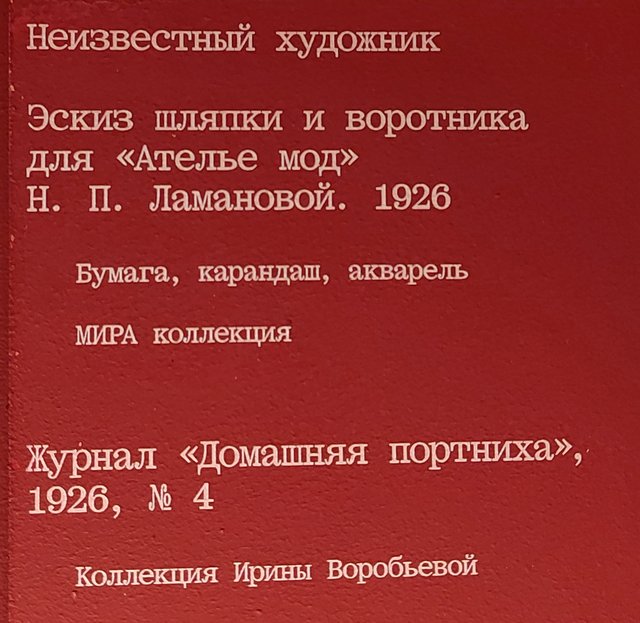 Неизвестный художник
Эскиз шляпки и воротника
для «Ателье мод»
Н. П. Ламановой. 1926
Бумага, карандаш, акварель
МИРА коллекция
Журнал «Домашняя портниха»,
1926, № 4
Коллекция Ирины Воробьевой